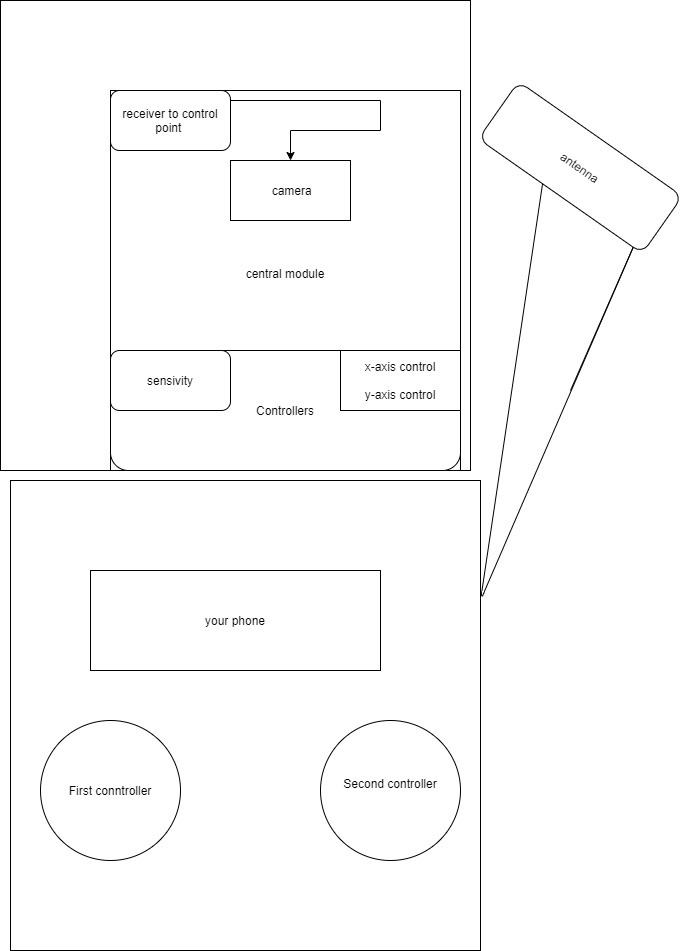 receiver to control
point
antenna
camera
central module
x-axis control
sensivity
y-axis control
Controllers
your phone
First conntroller
Second controller